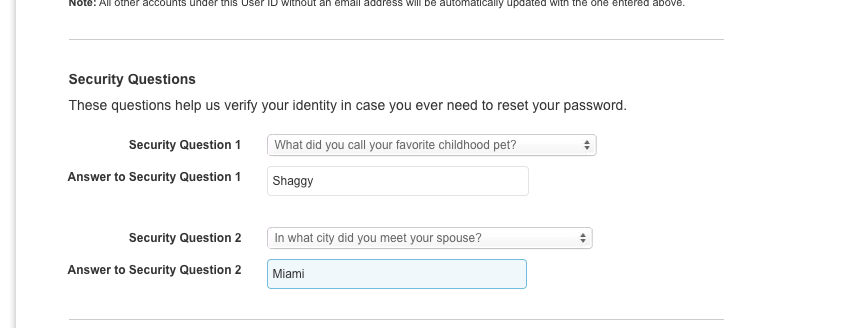 Note: All other accounts under this User ID without an email address will be automatically updated with the one entered above.
Security Questions
These questions help us verify your identity in case you ever need to reset your password.
Security Question 1 What did you call your favorite childhood pet?
Answer to Security Question 1 Shaggy
Security Question 2 In what city did you meet your spouse?
Answer to Security Question 2 Miami